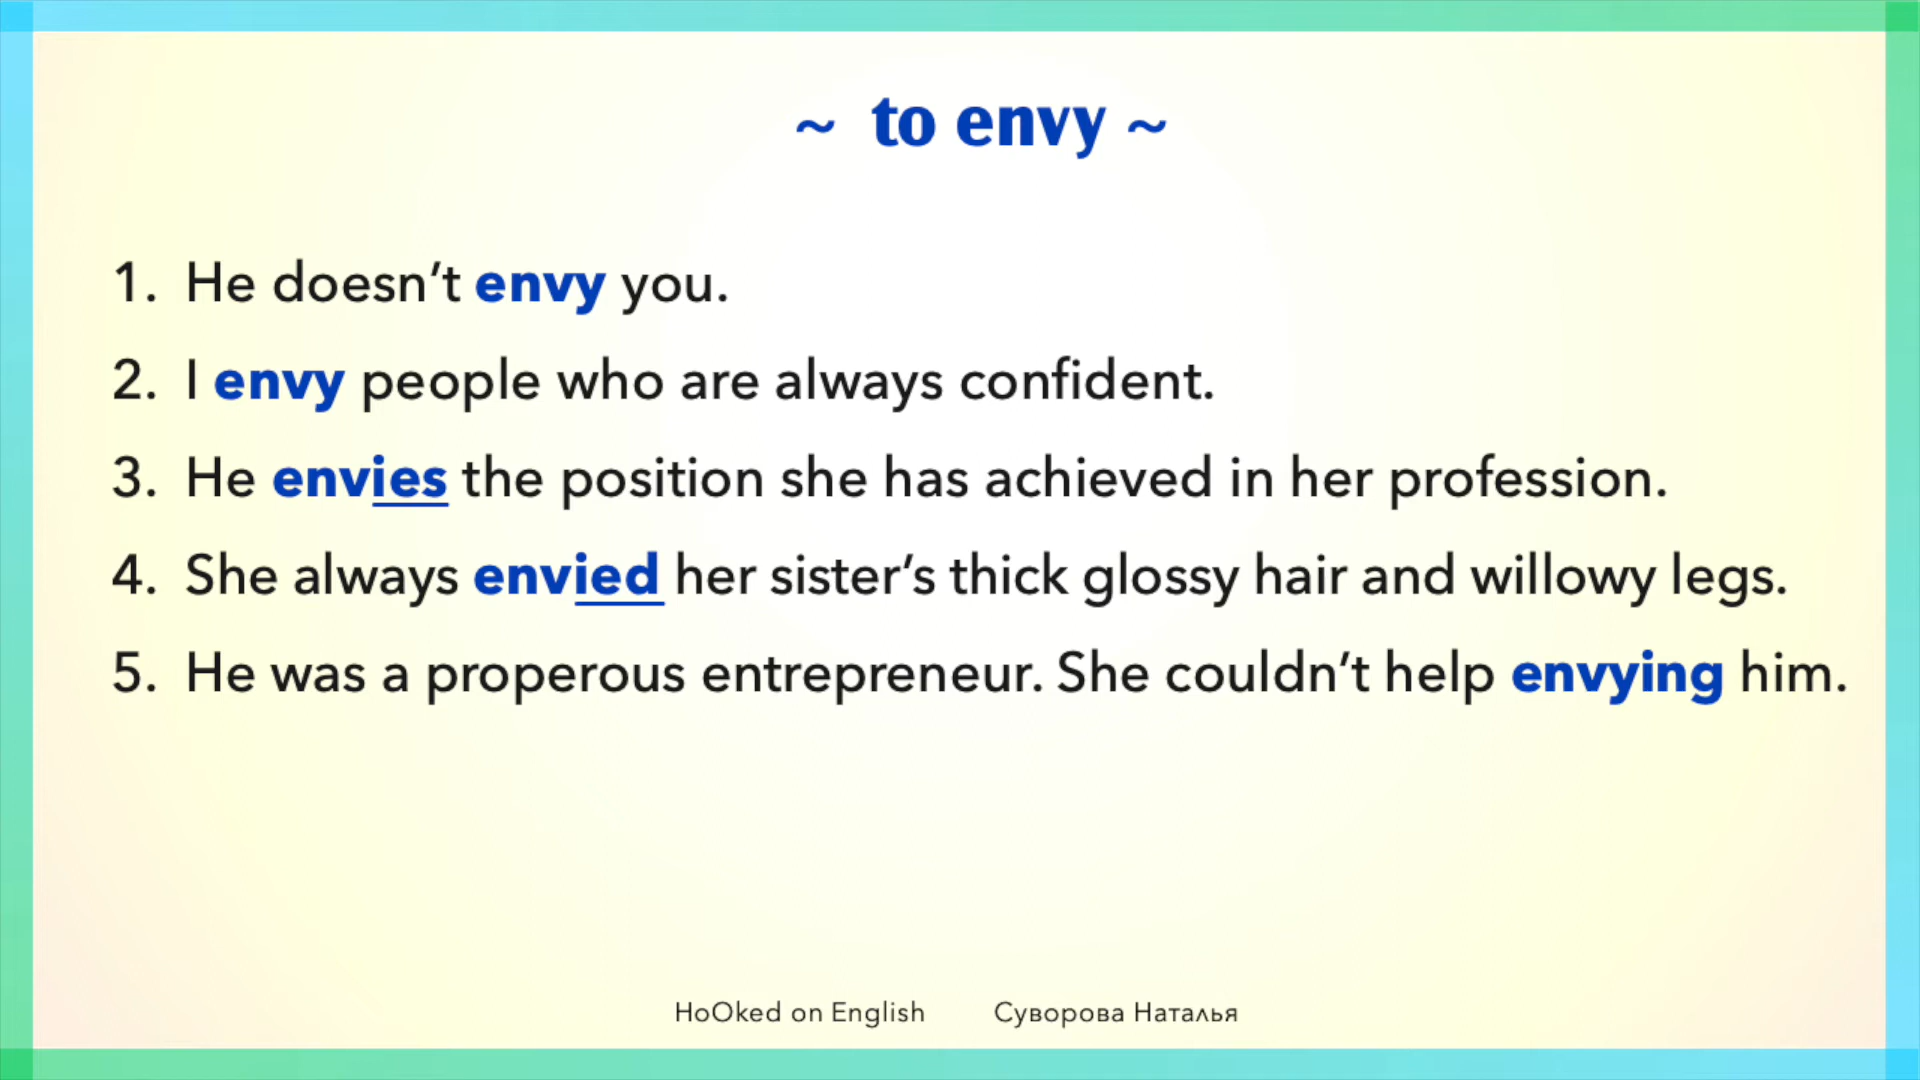 ~ to envy ~
1. He doesn’t envy you.
2. I envy people who are always confident.
3. He envies the position she has achieved in her profession.
4. She always envied her sister’s thick glossy hair and willowy legs.
5. He was a properous entrepreneur. She couldn’t help envying him.
HoOked on English Суворова Наталья